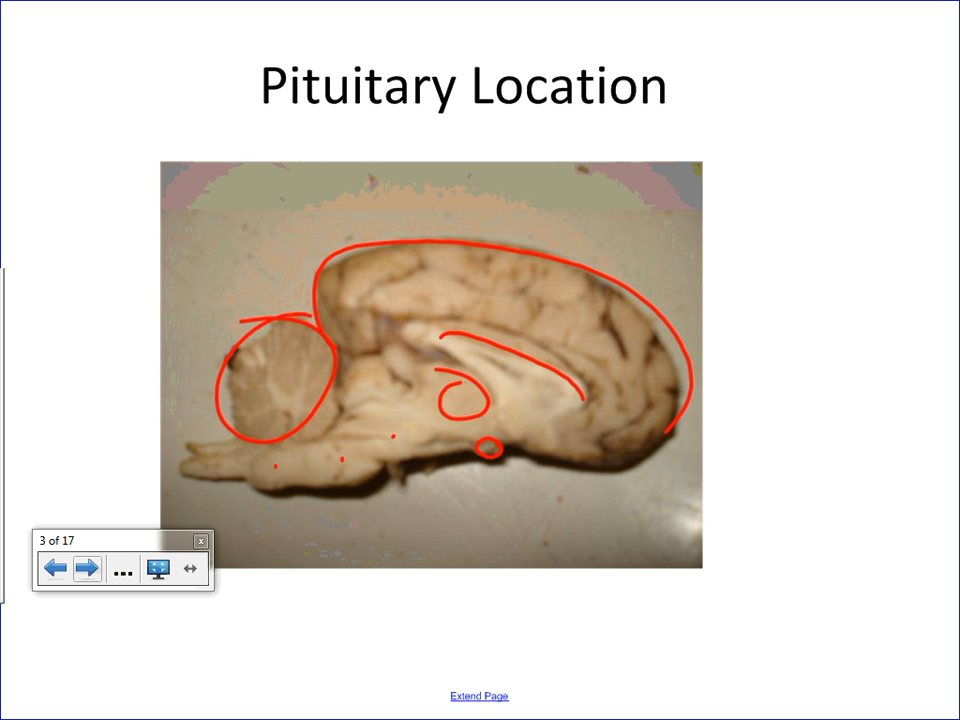 Pituitary Location
3 of 17
x
...
Extend Page